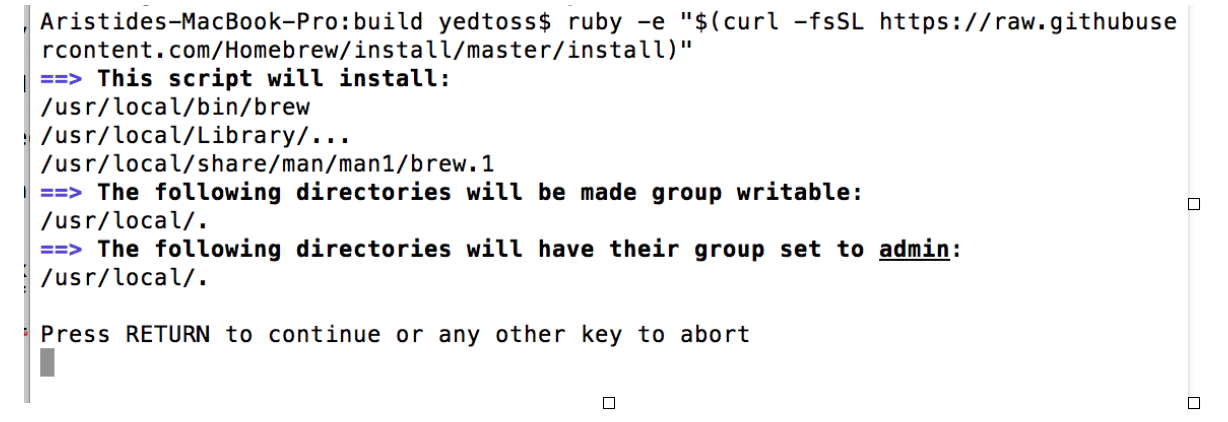 Aristides-MacBook-Pro:build yedtoss$ ruby -e "$(curl -fsSL https://raw.githubuse
rcontent.com/Homebrew/install/master/install)"
==> This script will install:
/usr/local/bin/brew
/usr/local/Library/...
/usr/local/share/man/man1/brew.1
==> The following directories will be made group writable:
/usr/local/.
==> The following directories will have their group set to admin:
/usr/local/.
Press RETURN to continue or any other key to abort